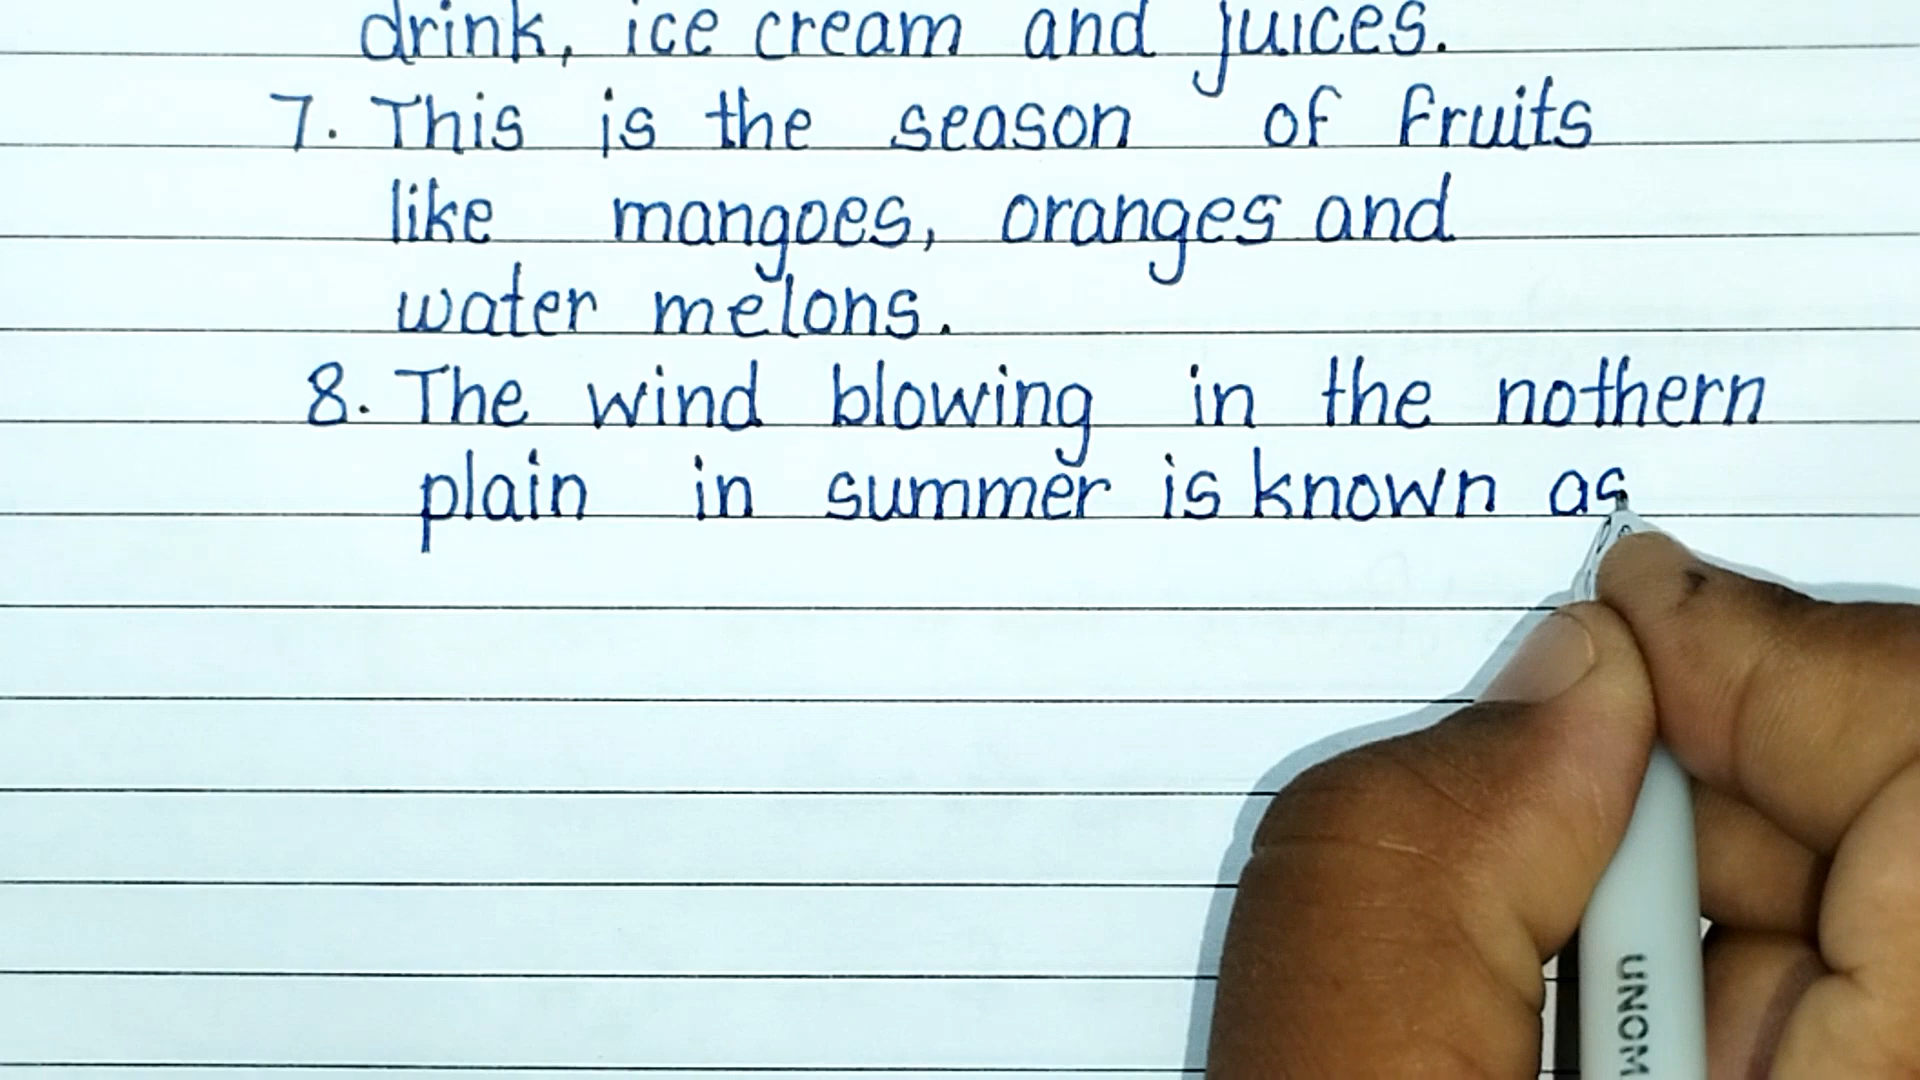 drink, ice cream and juices.
7. This is the season of fruits
like mangoes, oranges and
water melons.
8. The wind blowing in the nothern
plain in summer is known as
UNOM